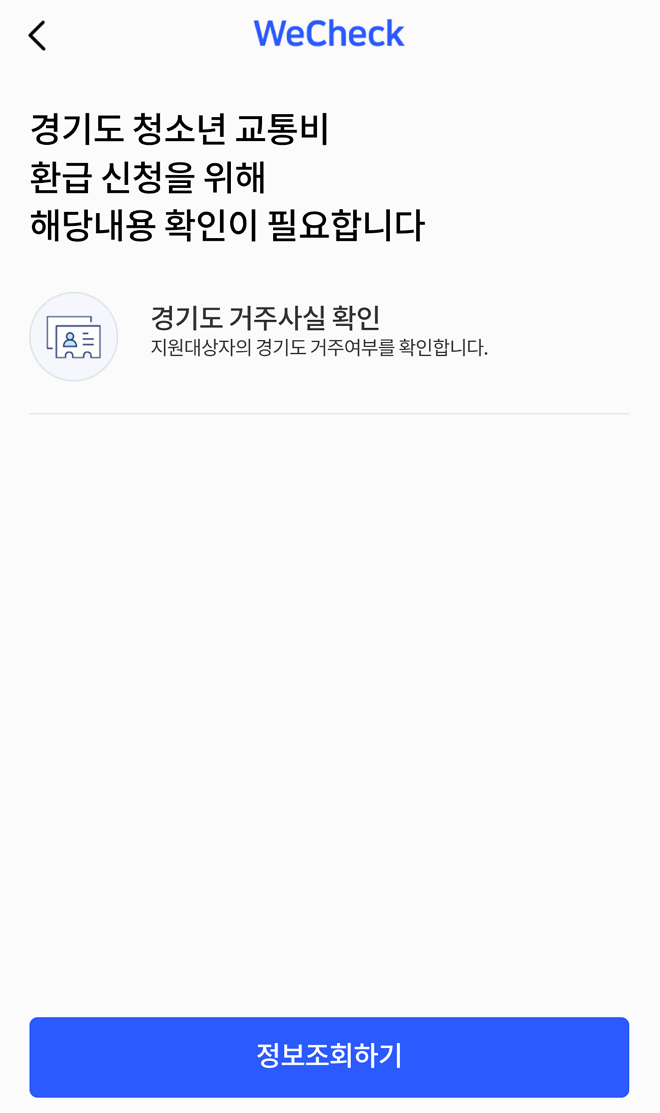 WeCheck
경기도 청소년 교통비
환급 신청을 위해
해당내용 확인이 필요합니다
경기도 거주사실 확인
지원대상자의 경기도 거주여부를 확인합니다.
정보조회하기